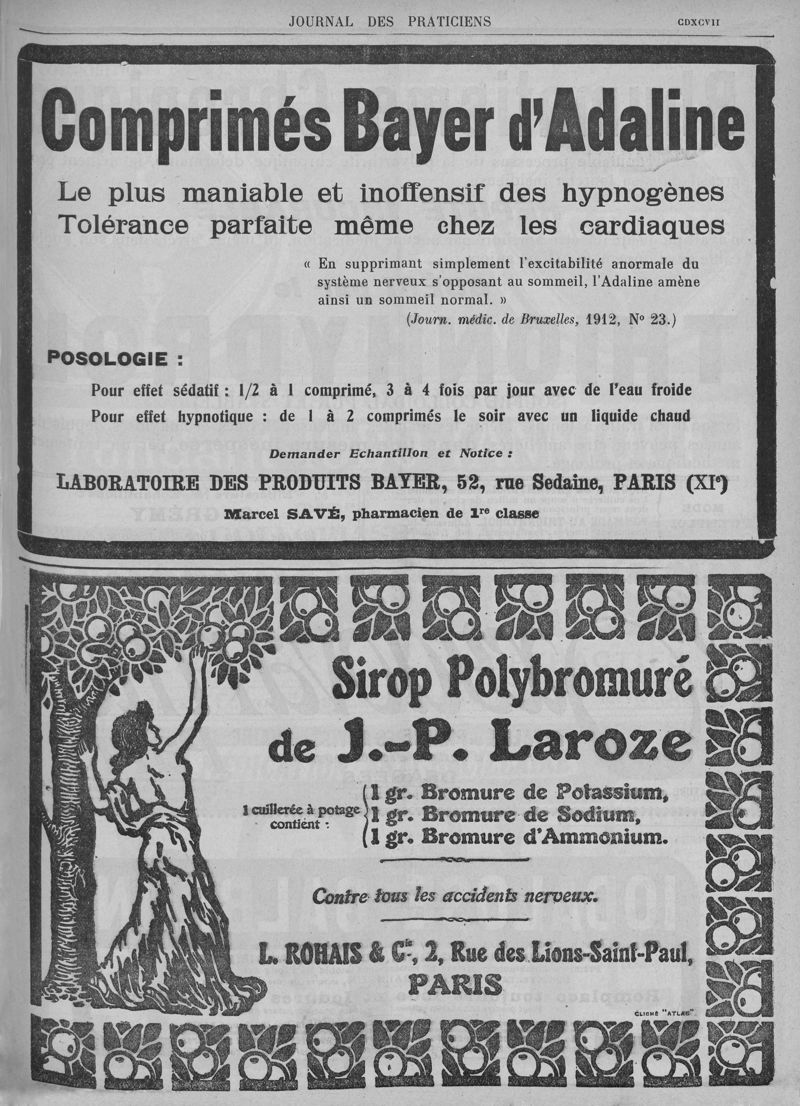 JOURNAL DES PRATICIENS
CDXCVII
Comprimés Bayer d'Adaline
Le plus maniable et inoffensif des hypnogènes
Tolérance parfaite même chez les cardiaques
« En supprimant simplement l'excitabilité anormale du
système nerveux s'opposant au sommeil, l'Adaline amène
ainsi un sommeil normal. »
(Journ. médic. de Bruxelles, 1912, No 23.)
POSOLOGIE :
Pour effet sédatif : 1/2 à 1 comprimé, 3 à 4 fois par jour avec de l'eau froide
Pour effet hypnotique : de 1 à 2 comprimés le soir avec un liquide chaud
Demander Echantillon et Notice :
LABORATOIRE DES PRODUITS BAYER, 52, rue Sedaine, PARIS (XIe)
Marcel SAVÉ, pharmacien de 1re classe
Sirop Polybromuré
de J.-P. Laroze
1 cuillerée à potage
contient :
1 gr. Bromure de Potassium,
1 gr. Bromure de Sodium,
1 gr. Bromure d'Ammonium.
Contre tous les accidents nerveux.
L. ROHAIS & Cie, 2, Rue des Lions-Saint-Paul,
PARIS
CLICHÉ "ATLAS"